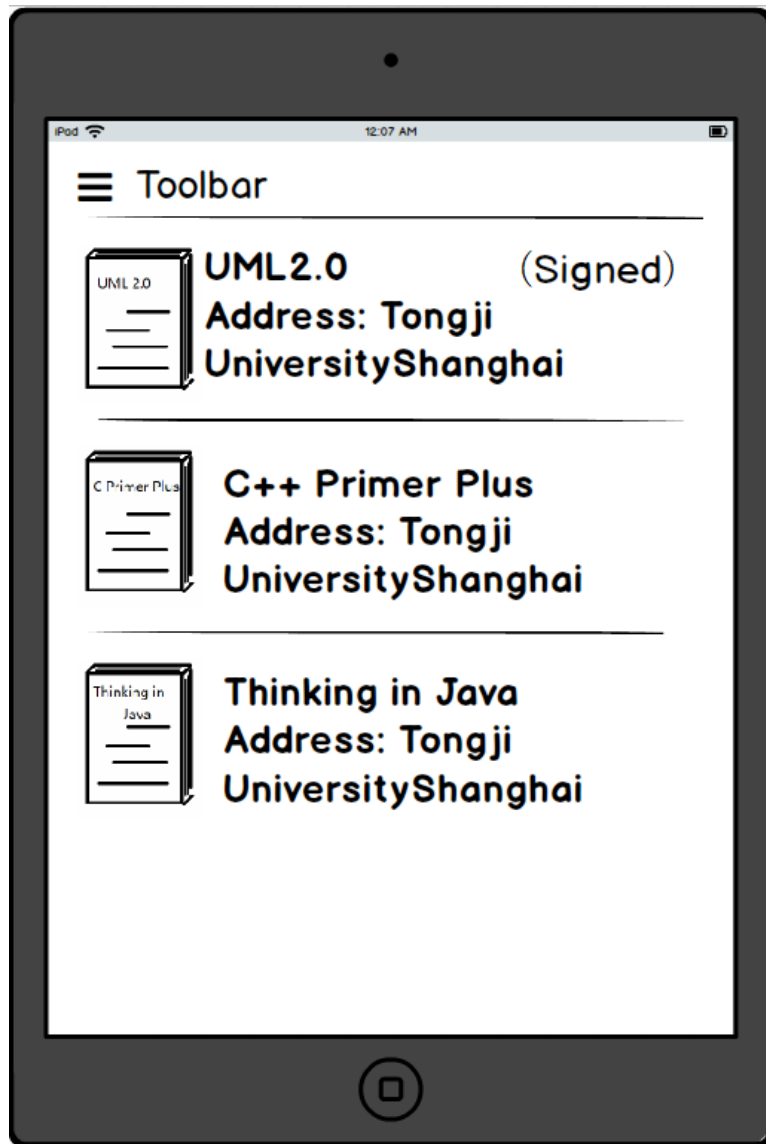 iPad 12:07 AM
Toolbar
UML 2.0
UML2.0 (Signed)
Address: Tongji
UniversityShanghai
C Primer Plus
C++ Primer Plus
Address: Tongji
UniversityShanghai
Thinking in
Java
Thinking in Java
Address: Tongji
UniversityShanghai